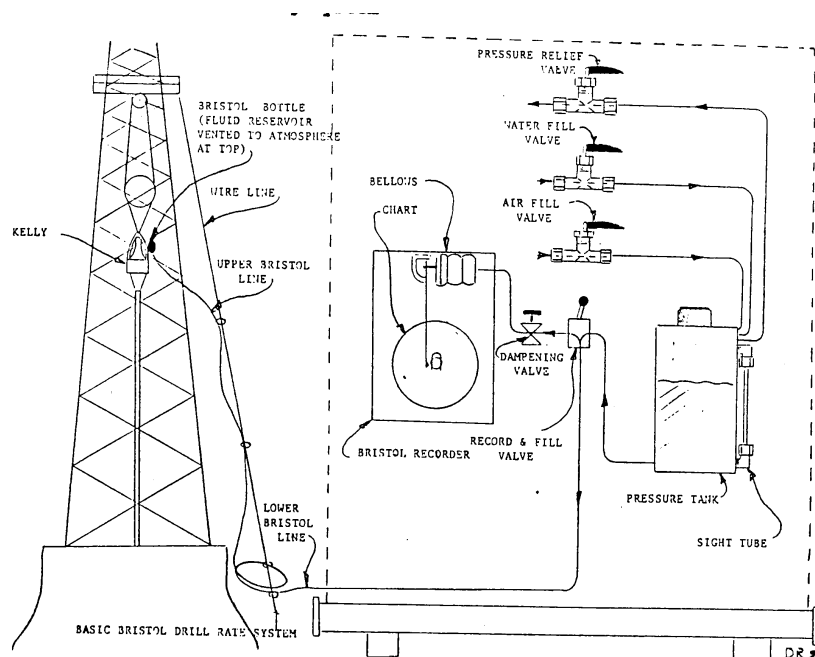 PRESSURE RELIEF
VALVE
BRISTOL BOTTLE
(FLUID RESERVOIR
VENTED TO ATMOSPHERE
AT TOP)
WATER FILL
VALVE
BELLOWS
WIRE LINE
CHART
AIR FILL
VALVE
KELLY
UPPER BRISTOL
LINE
DAMPENING
VALVE
RECORD & FILL
VALVE
BRISTOL RECORDER
PRESSURE TANK
LOWER
BRISTOL
LINE
SIGHT TUBE
BASIC BRISTOL DRILL RATE SYSTEM
DR